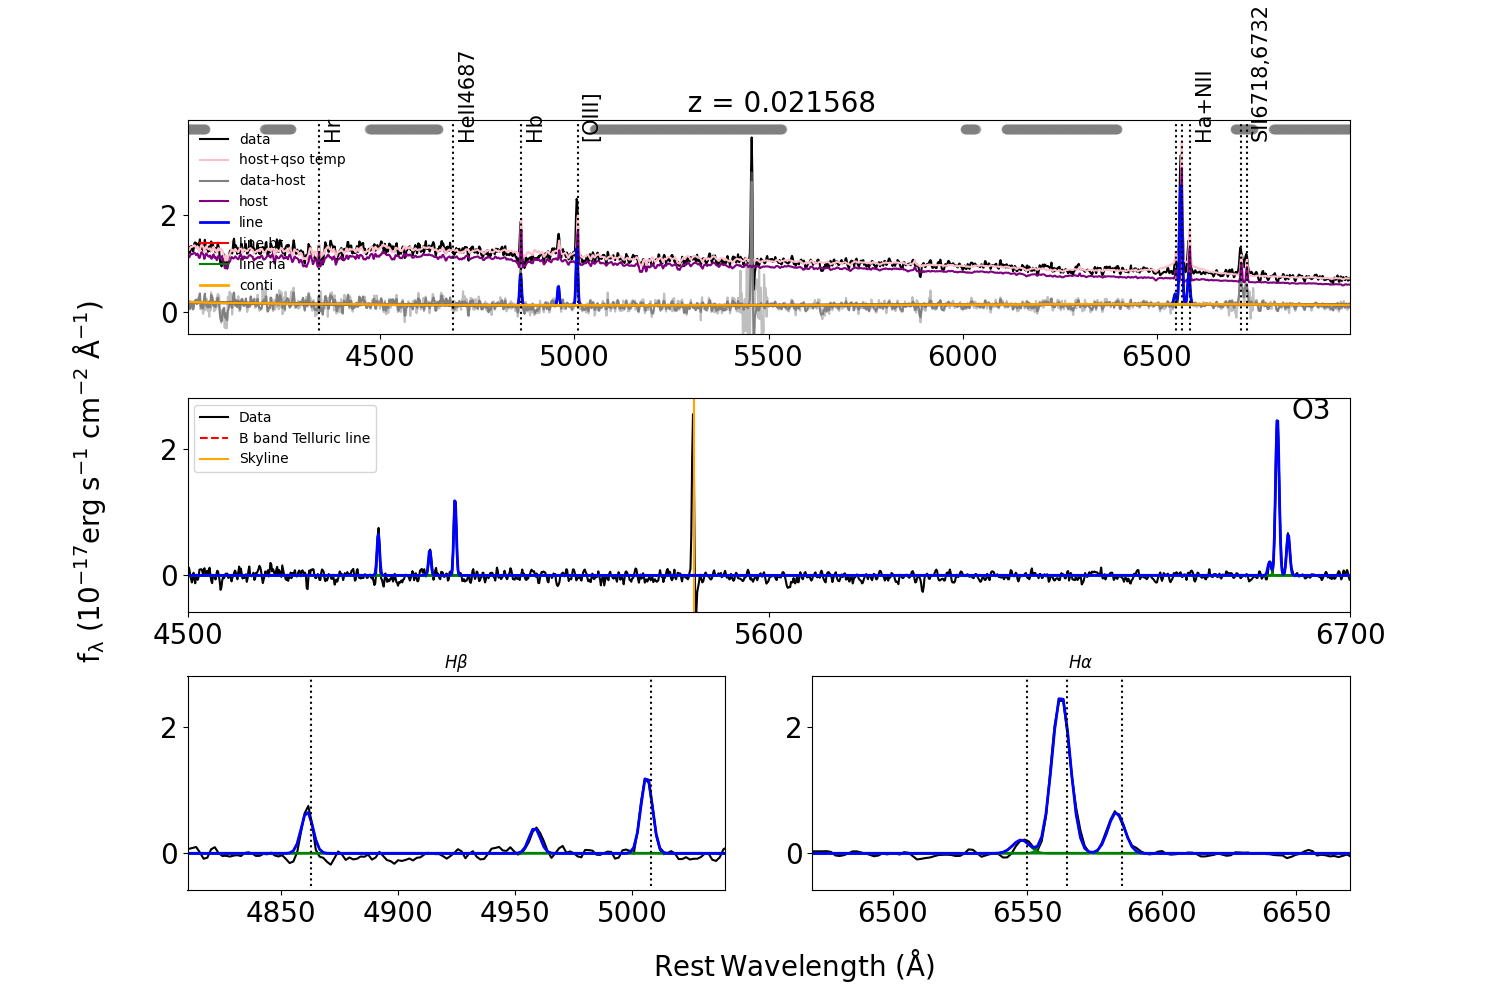 z = 0.021568
Hr
HeII4687
Hb
[OIII]
Ha+NII
SII6718,6732
data
host+qso temp
data-host
host
line
line br
line na
conti
2
0
4500
5000
5500
6000
6500
fλ (10⁻¹⁷erg s⁻¹ cm⁻² Å⁻¹)
O3
Data
B band Telluric line
Skyline
2
0
4500
5600
6700
Hβ
2
0
4850
4900
4950
5000
Hα
2
0
6500
6550
6600
6650
Rest Wavelength (Å)